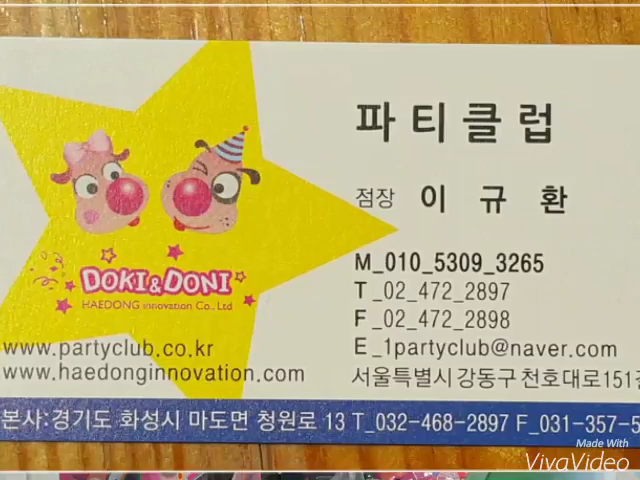 파티클럽
점장 이 규 환
DOKI&DONI
HAEDONG innovation Co., Ltd
M_010_5309_3265
T_02_472_2897
F_02_472_2898
E_1partyclub@naver.com
서울특별시 강동구 천호대로151
www.partyclub.co.kr
www.haedonginnovation.com
본사:경기도 화성시 마도면 청원로 13 T_032-468-2897 F_031-357-5
Made With
VivaVideo